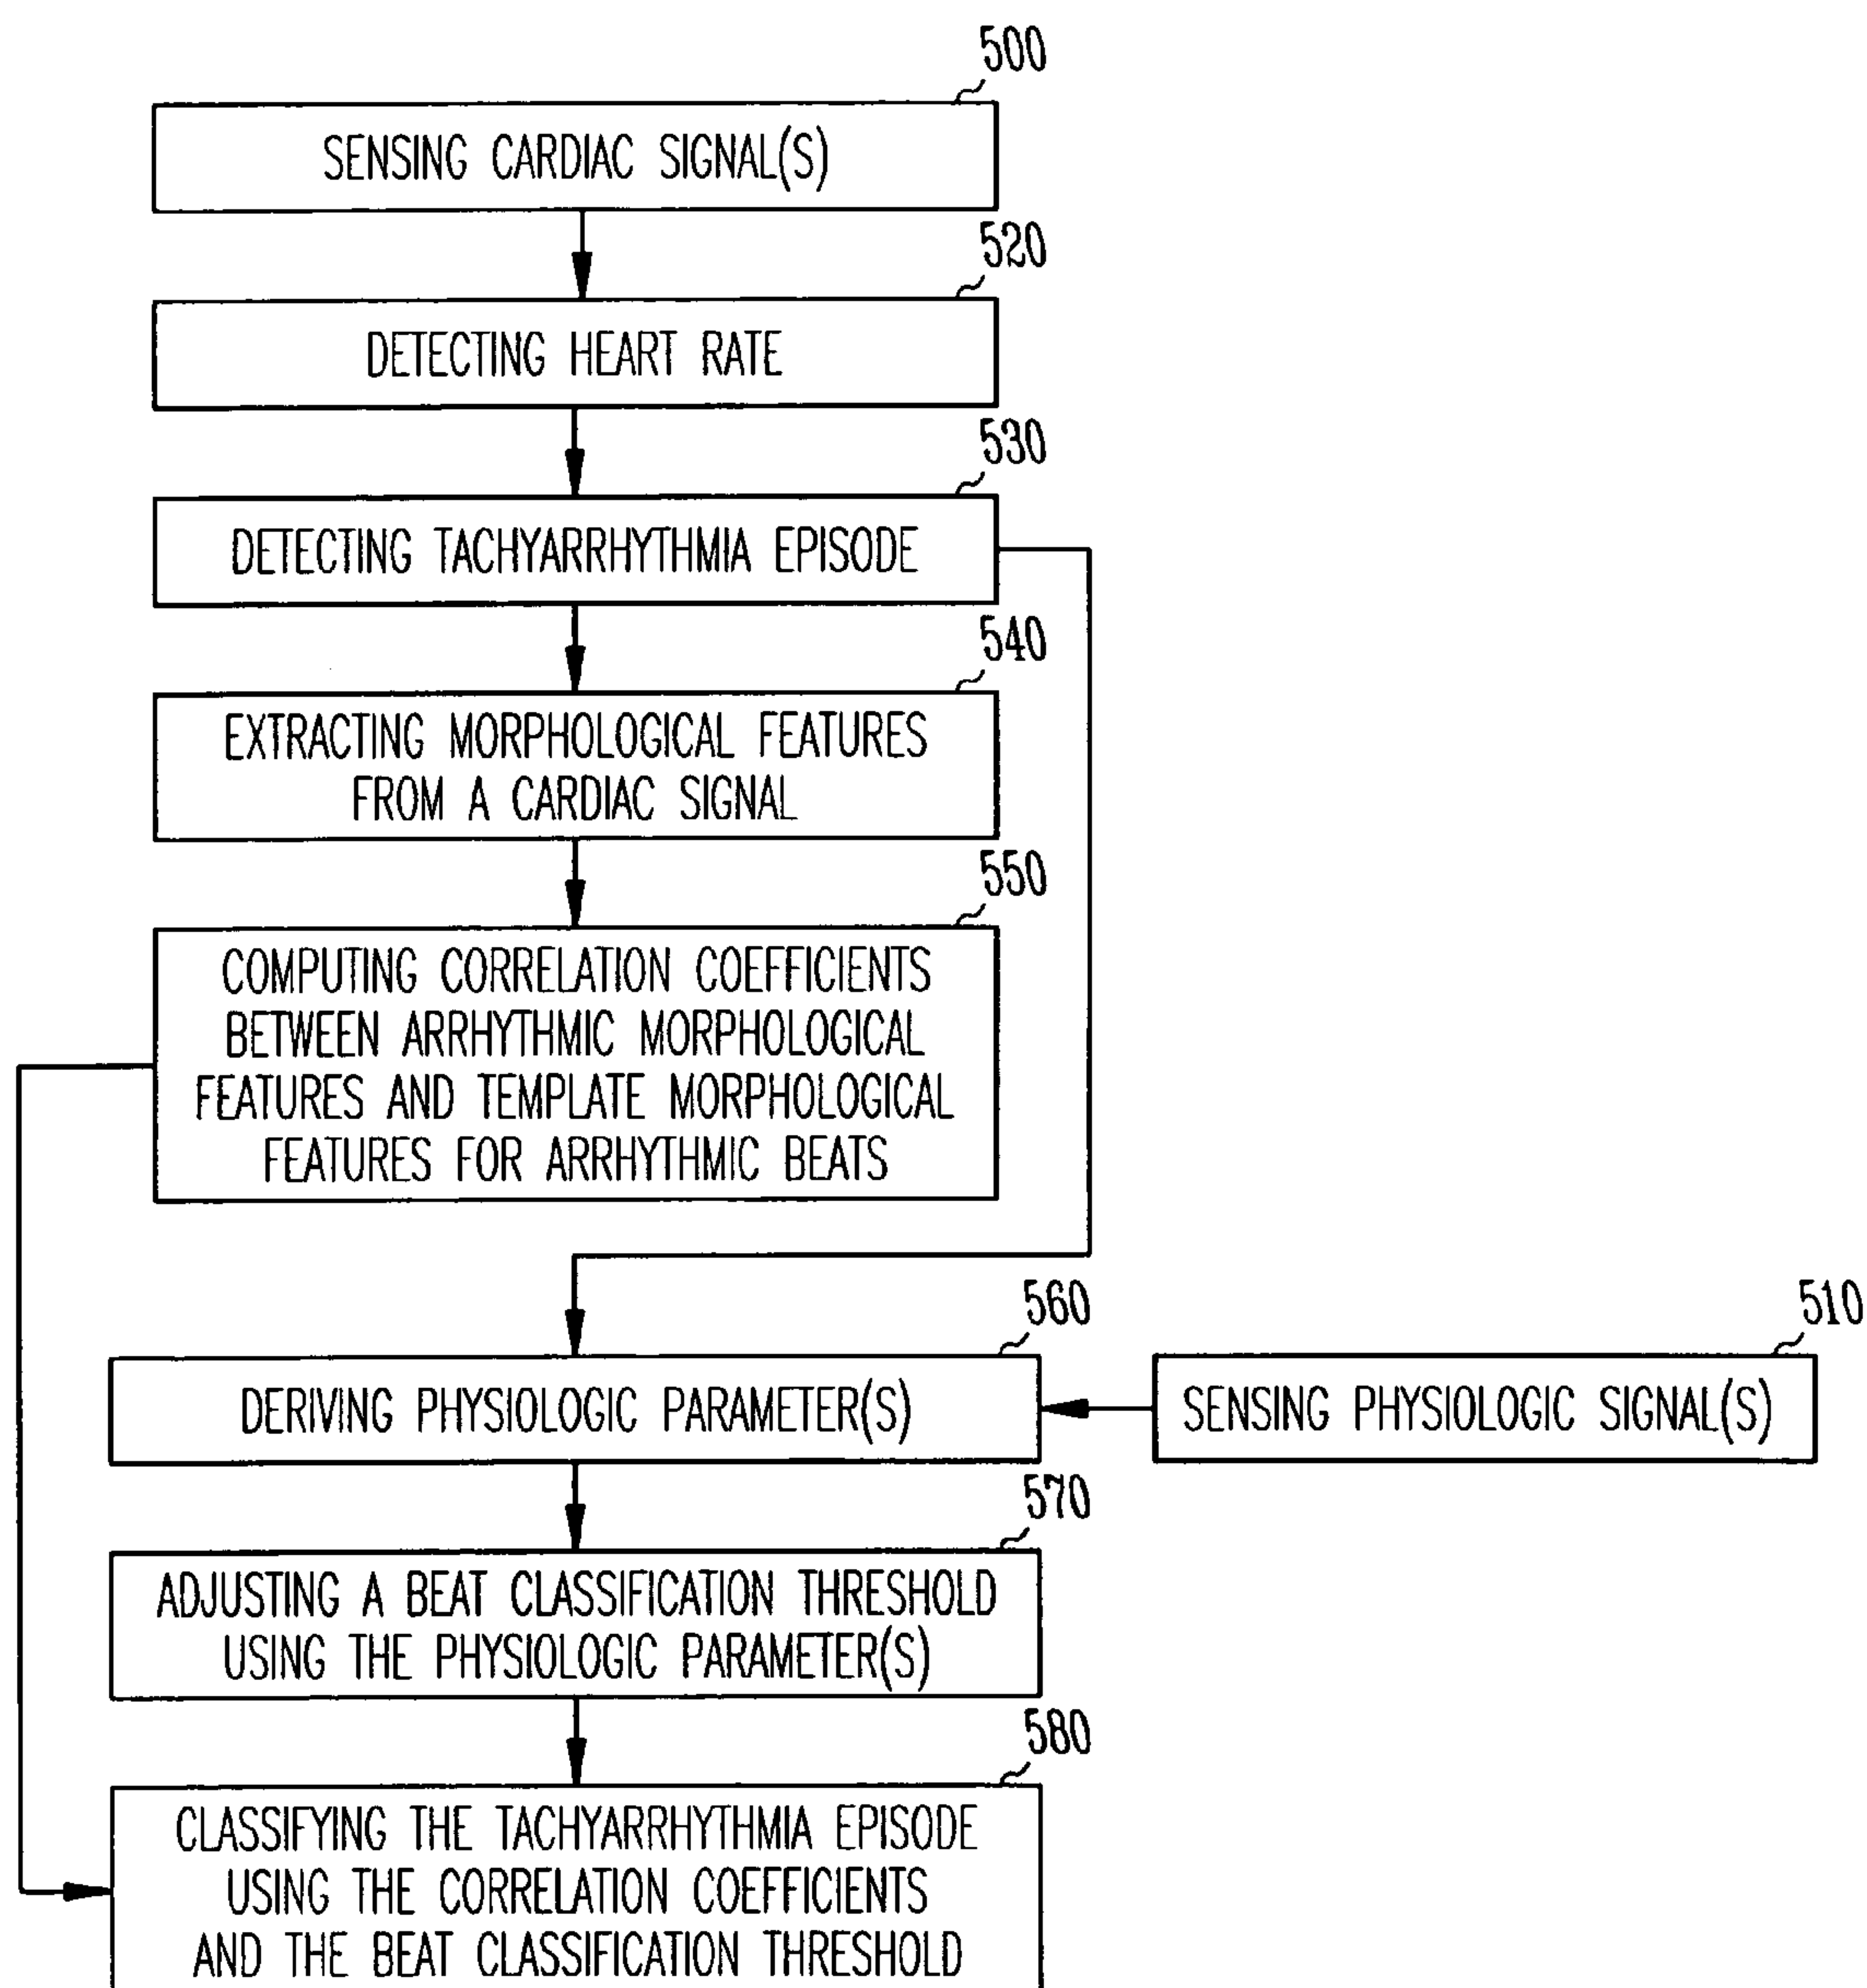 500
SENSING CARDIAC SIGNAL(S)
520
DETECTING HEART RATE
530
DETECTING TACHYARRHYTHMIA EPISODE
540
EXTRACTING MORPHOLOGICAL FEATURES
FROM A CARDIAC SIGNAL
550
COMPUTING CORRELATION COEFFICIENTS
BETWEEN ARRHYTHMIC MORPHOLOGICAL
FEATURES AND TEMPLATE MORPHOLOGICAL
FEATURES FOR ARRHYTHMIC BEATS
560
DERIVING PHYSIOLOGIC PARAMETER(S)
510
SENSING PHYSIOLOGIC SIGNAL(S)
570
ADJUSTING A BEAT CLASSIFICATION THRESHOLD
USING THE PHYSIOLOGIC PARAMETER(S)
580
CLASSIFYING THE TACHYARRHYTHMIA EPISODE
USING THE CORRELATION COEFFICIENTS
AND THE BEAT CLASSIFICATION THRESHOLD